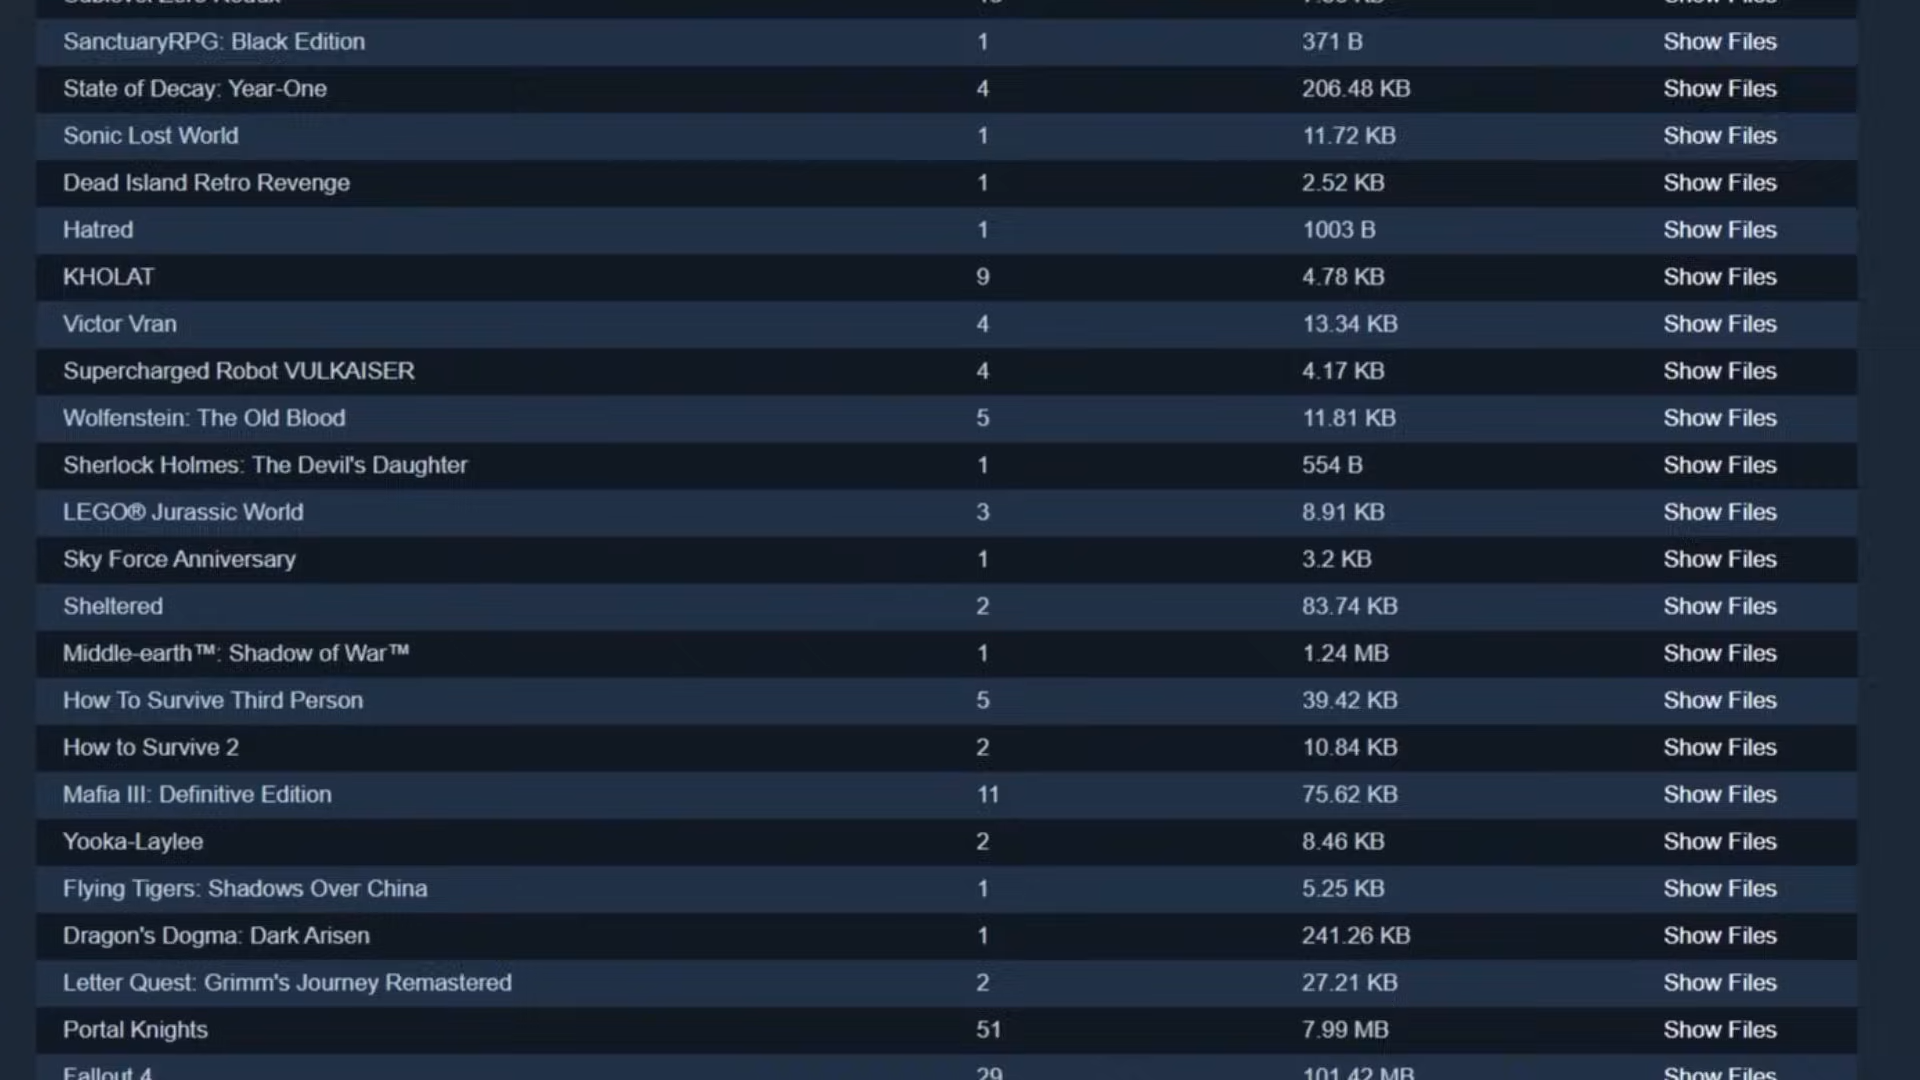 SanctuaryRPG: Black Edition 1 371 B Show Files
State of Decay: Year-One 4 206.48 KB Show Files
Sonic Lost World 1 11.72 KB Show Files
Dead Island Retro Revenge 1 2.52 KB Show Files
Hatred 1 1003 B Show Files
KHOLAT 9 4.78 KB Show Files
Victor Vran 4 13.34 KB Show Files
Supercharged Robot VULKAISER 4 4.17 KB Show Files
Wolfenstein: The Old Blood 5 11.81 KB Show Files
Sherlock Holmes: The Devil's Daughter 1 554 B Show Files
LEGO® Jurassic World 3 8.91 KB Show Files
Sky Force Anniversary 1 3.2 KB Show Files
Sheltered 2 83.74 KB Show Files
Middle-earth™: Shadow of War™ 1 1.24 MB Show Files
How To Survive Third Person 5 39.42 KB Show Files
How to Survive 2 2 10.84 KB Show Files
Mafia III: Definitive Edition 11 75.62 KB Show Files
Yooka-Laylee 2 8.46 KB Show Files
Flying Tigers: Shadows Over China 1 5.25 KB Show Files
Dragon's Dogma: Dark Arisen 1 241.26 KB Show Files
Letter Quest: Grimm's Journey Remastered 2 27.21 KB Show Files
Portal Knights 51 7.99 MB Show Files
Fallout 4 29 101.42 MB Show Files